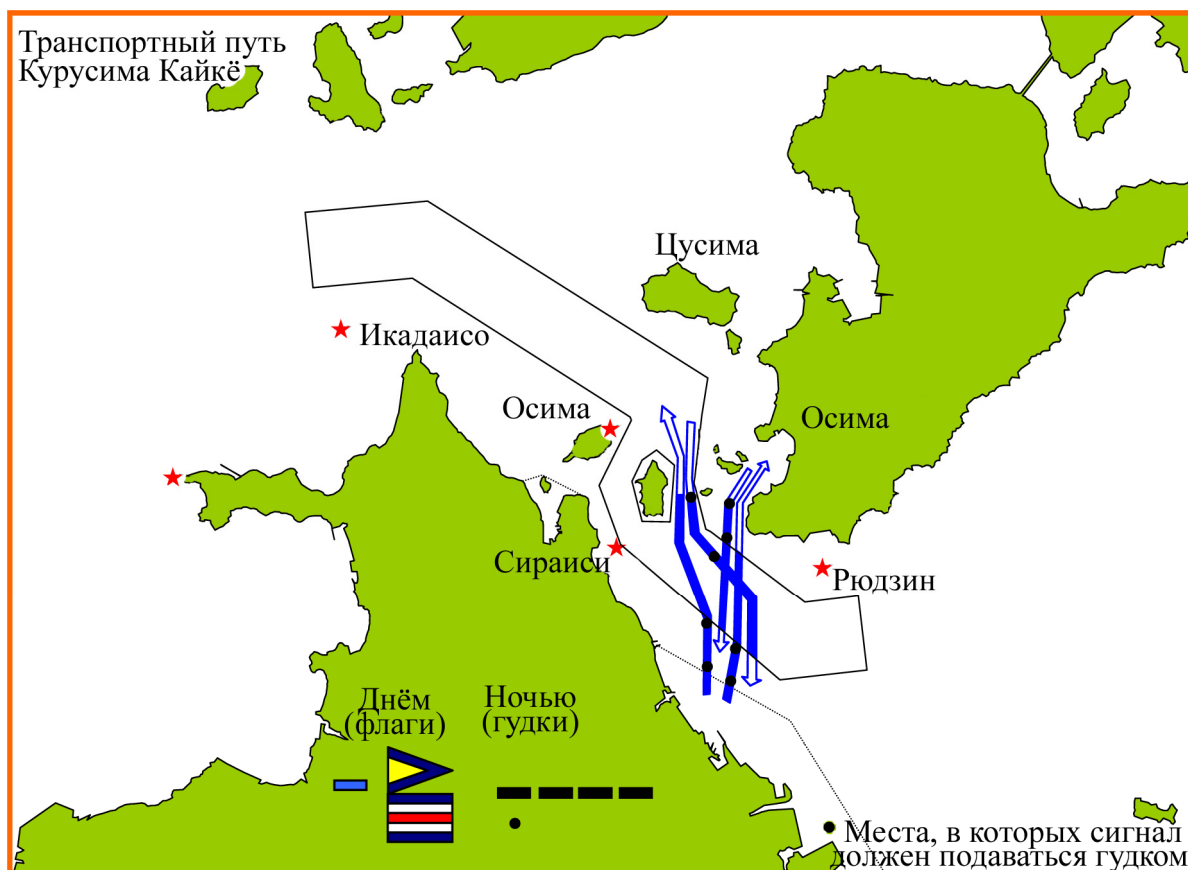 Транспортный путь
Курусима Кайкё
Цусима
Икадаисо
Осима
Осима
Сираиси
Рюдзин
Днём
(флаги)
Ночью
(гудки)
Места, в которых сигнал
должен подаваться гудком